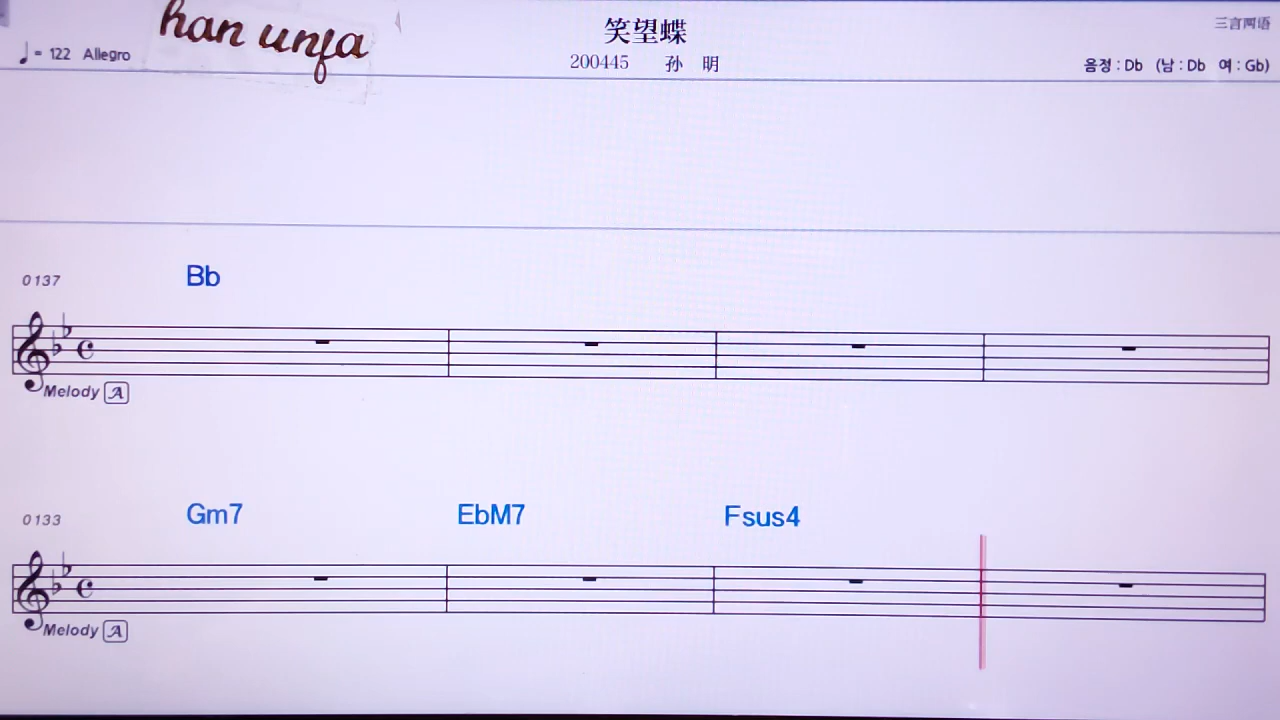 han unfa
笑望蝶
三言两语
♩= 122 Allegro
200445 孙 明
음정 : Db (남 : Db 여 : Gb)
Bb
0137
Melody A
Gm7 EbM7 Fsus4
0133
Melody A